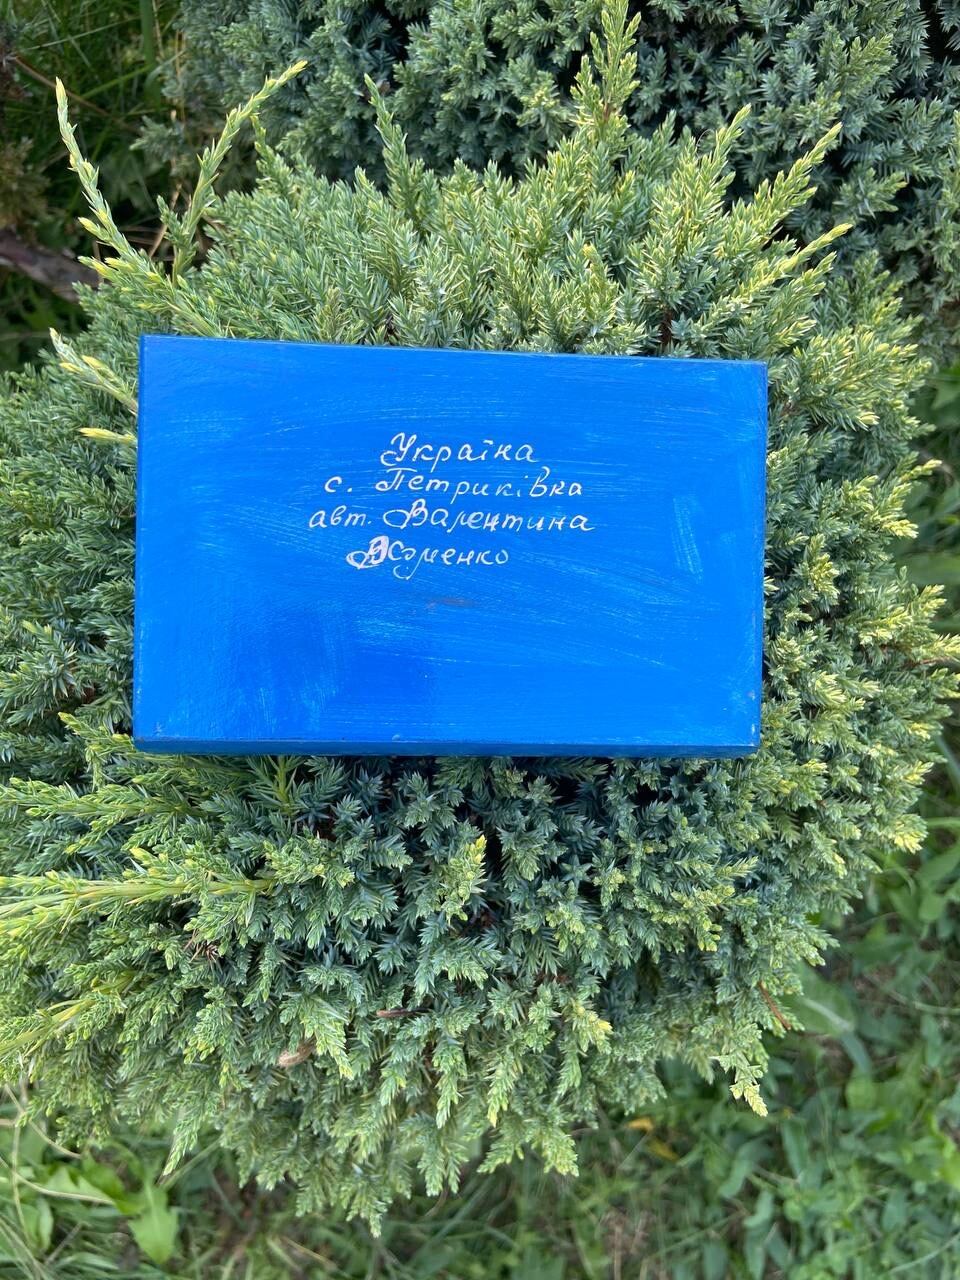 Україна
с. Петриківка
авт. Валентина